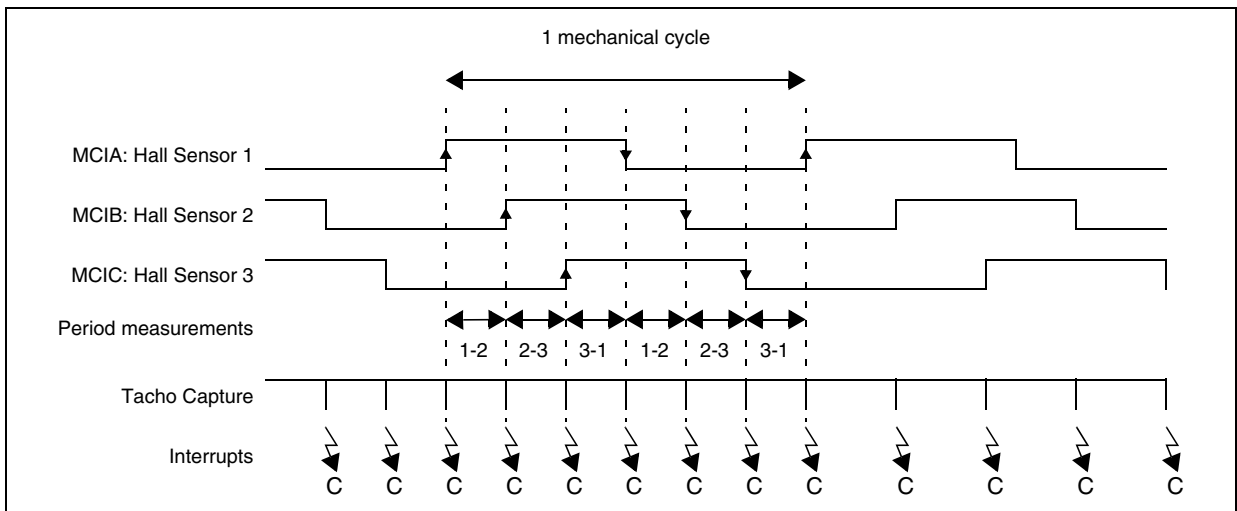 1 mechanical cycle
MCIA: Hall Sensor 1
MCIB: Hall Sensor 2
MCIC: Hall Sensor 3
Period measurements
1-2 2-3 3-1 1-2 2-3 3-1
Tacho Capture
Interrupts
C C C C C C C C C C C C C